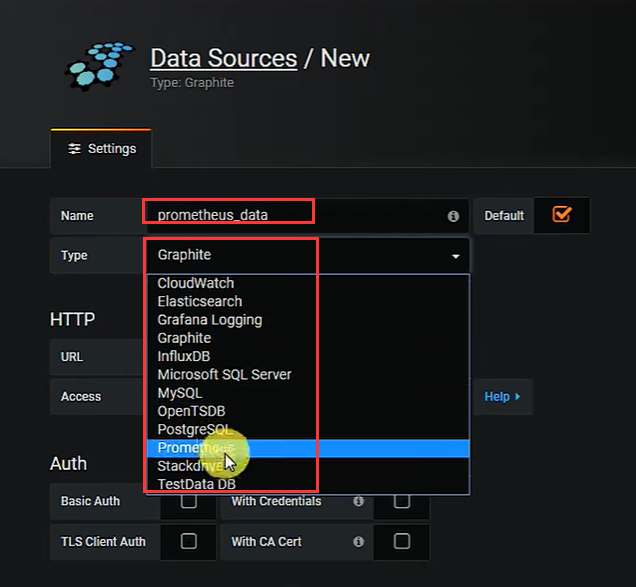 Data Sources / New
Type: Graphite
Settings
Name prometheus_data Default
Type Graphite
CloudWatch
Elasticsearch
Grafana Logging
Graphite
InfluxDB
Microsoft SQL Server
MySQL
OpenTSDB
PostgreSQL
Prometheus
Stackdriver
TestData DB
HTTP
URL
Access Help
Auth
Basic Auth With Credentials
TLS Client Auth With CA Cert